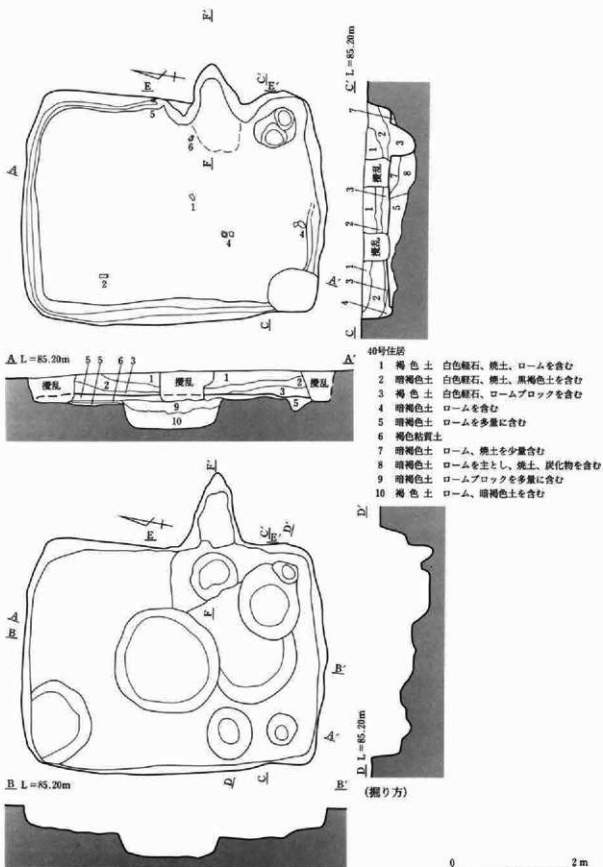 F'
E
C'
E'
5
6
F
A
1
4
4
2
A'
C
C' L=85.20m
7
2
3
1
撹乱
7
8
3
5
1
2
撹乱
1
3
4
2
C
A L=85.20m
A'
5 5 6 3
撹乱
2
1
撹乱
1
2
撹乱
3
5
9
10
40号住居
1 褐色土 白色軽石、焼土、ロームを含む
2 暗褐色土 白色軽石、焼土、黒褐色土を含む
3 褐色土 白色軽石、ロームブロックを含む
4 暗褐色土 ロームを含む
5 暗褐色土 ロームを多量に含む
6 褐色粘質土
7 暗褐色土 ローム、焼土を少量含む
8 暗褐色土 ロームを主とし、焼土、炭化物を含む
9 暗褐色土 ロームブロックを多量に含む
10 褐色土 ローム、暗褐色土を含む
F'
E
C'
E'
D'
F
A
B
B'
A'
D
C
D'
D L=85.20m
B L=85.20m
B'
(掘り方)
0 2m